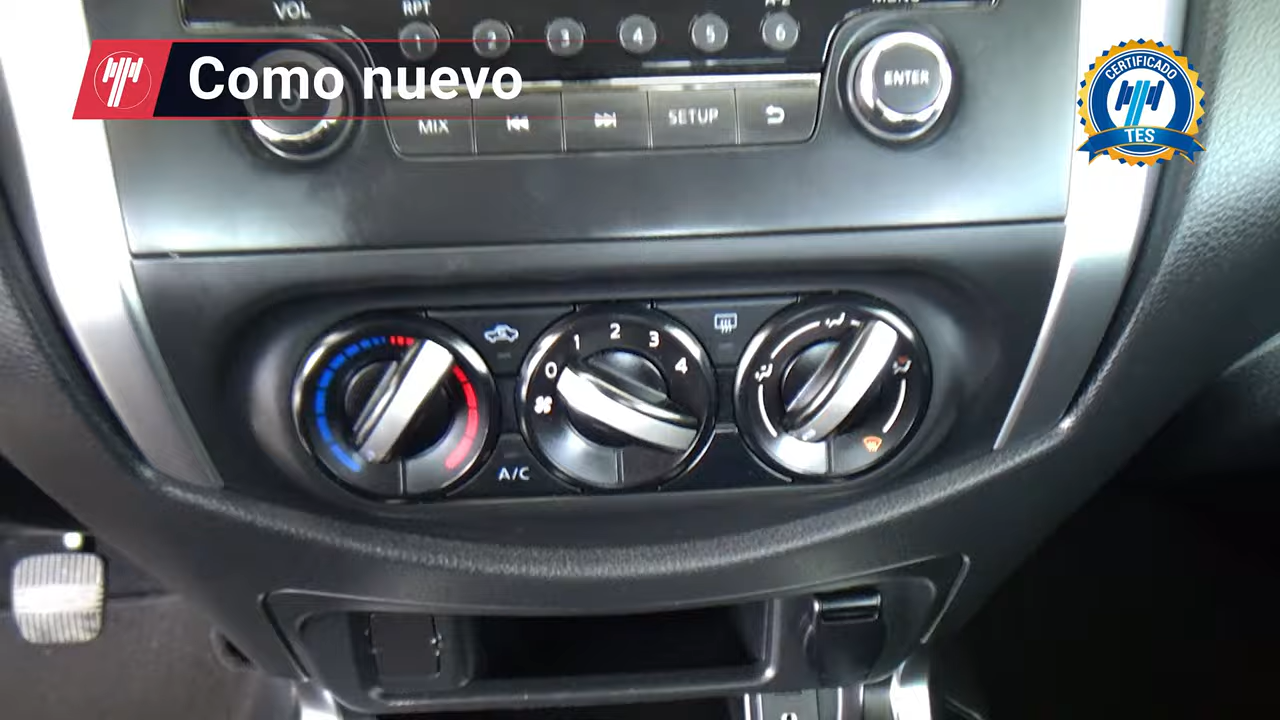 VOL
RPT
1 2 3 4 5 6
Como nuevo
MIX
SETUP
ENTER
CERTIFICADO
TES
0 1 2 3 4
A/C